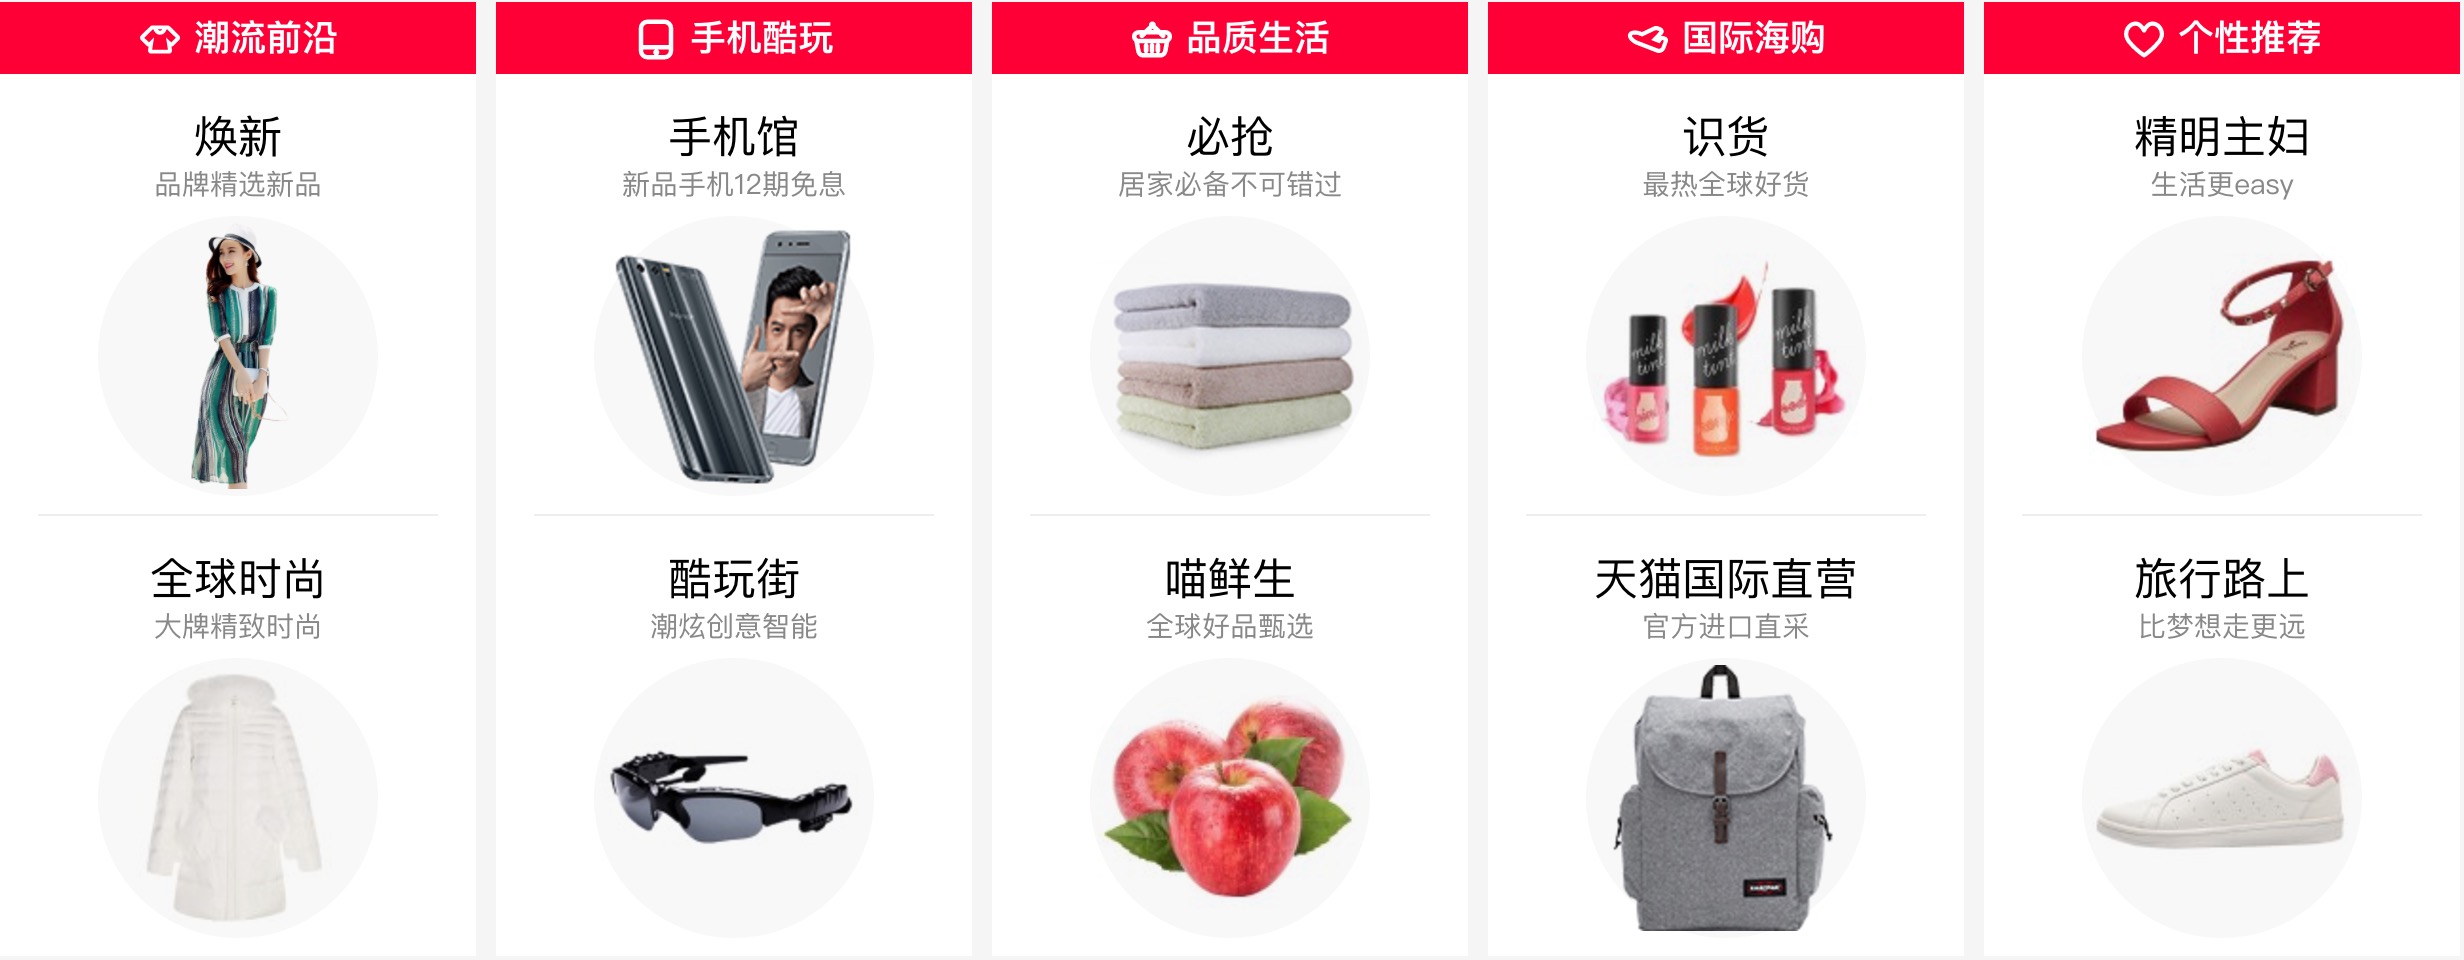 潮流前沿
焕新
品牌精选新品
全球时尚
大牌精致时尚
手机酷玩
手机馆
新品手机12期免息
酷玩街
潮炫创意智能
品质生活
必抢
居家必备不可错过
喵鲜生
全球好品甄选
国际海购
识货
最热全球好货
milk
tint
milk
tint
milk
tint
天猫国际直营
官方进口直采
EASTPAK
个性推荐
精明主妇
生活更easy
旅行路上
比梦想走更远